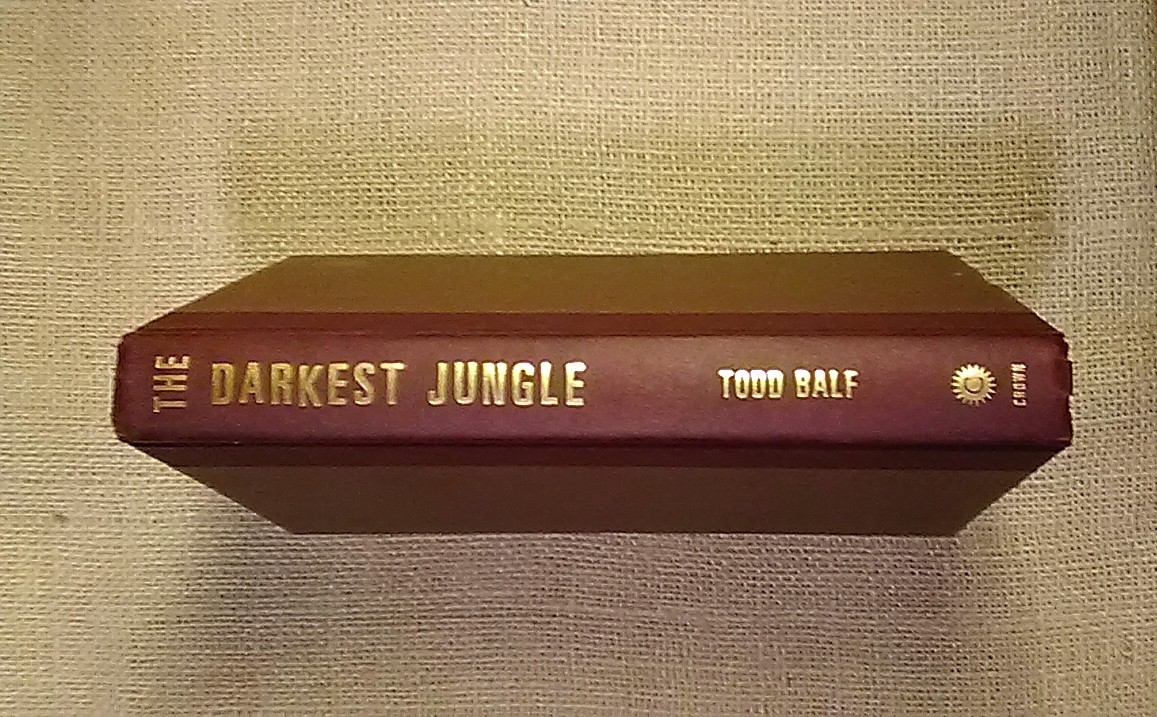 THE DARKEST JUNGLE
TODD BALF
CROWN